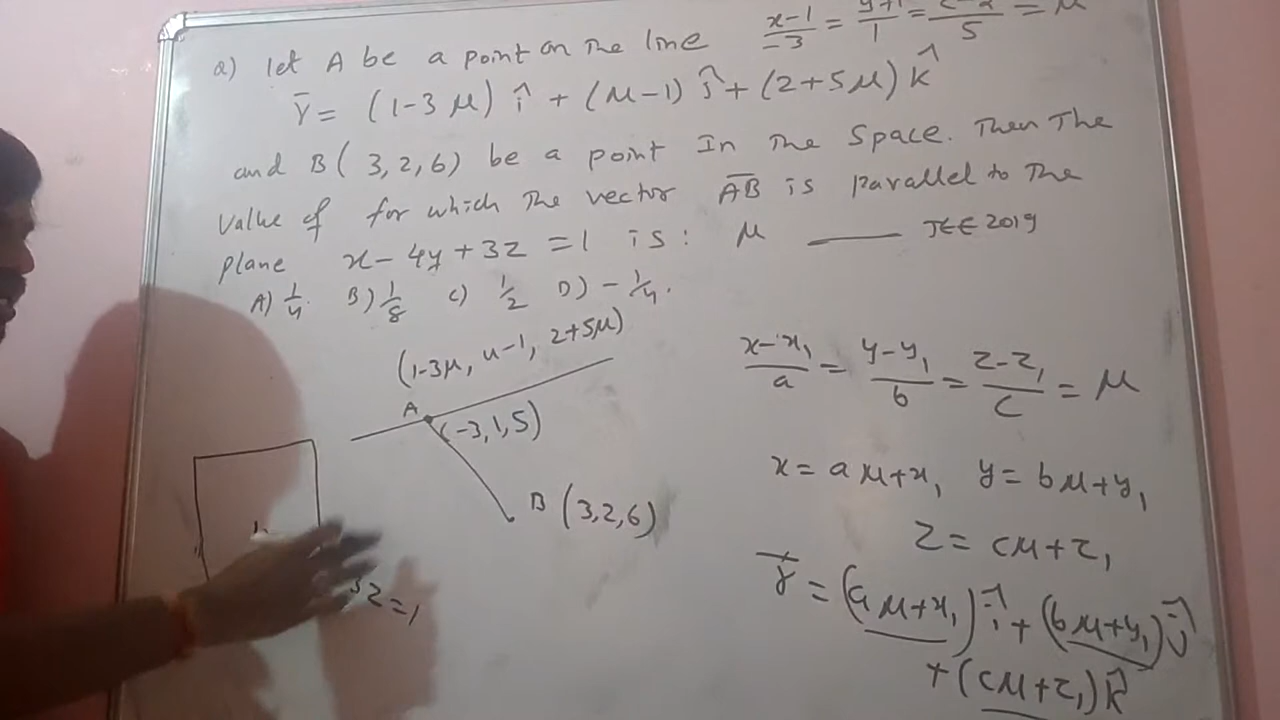 Q) let A be a point on the line x-1/-3 = y+1/1 = z-2/5 = μ
r̄ = (1-3μ) î + (μ-1) ĵ + (2+5μ) k̂
and B( 3, 2, 6) be a point In the Space. Then The
value of for which The vector A̅B̅ is parallel to The
plane x - 4y + 3z = 1 is : μ —— JEE 2019
A) 1/4. B) 1/8 C) 1/2 D) - 1/4.
(1-3μ, μ-1, 2+5μ)
A
(-3, 1, 5)
B (3,2,6)
3z=1
x-x₁/a = y-y₁/b = z-z₁/c = μ
x = aμ+x₁ y = bμ+y₁
z = cμ+z₁
r̄ = (aμ+x₁) î + (bμ+y₁) ĵ
+ (cμ+z₁) k̂